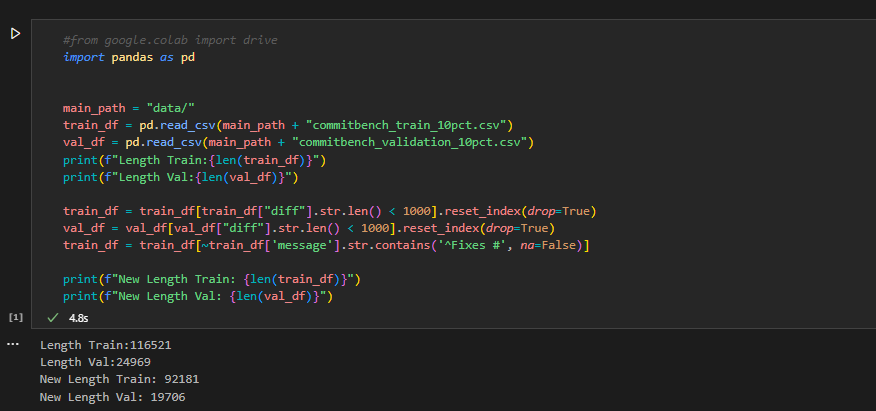 #from google.colab import drive
import pandas as pd
main_path = "data/"
train_df = pd.read_csv(main_path + "commitbench_train_10pct.csv")
val_df = pd.read_csv(main_path + "commitbench_validation_10pct.csv")
print(f"Length Train:{len(train_df)}")
print(f"Length Val:{len(val_df)}")
train_df = train_df[train_df["diff"].str.len() < 1000].reset_index(drop=True)
val_df = val_df[val_df["diff"].str.len() < 1000].reset_index(drop=True)
train_df = train_df[~train_df['message'].str.contains('^Fixes #', na=False)]
print(f"New Length Train: {len(train_df)}")
print(f"New Length Val: {len(val_df)}")
[1]
4.8s
...
Length Train:116521
Length Val:24969
New Length Train: 92181
New Length Val: 19706